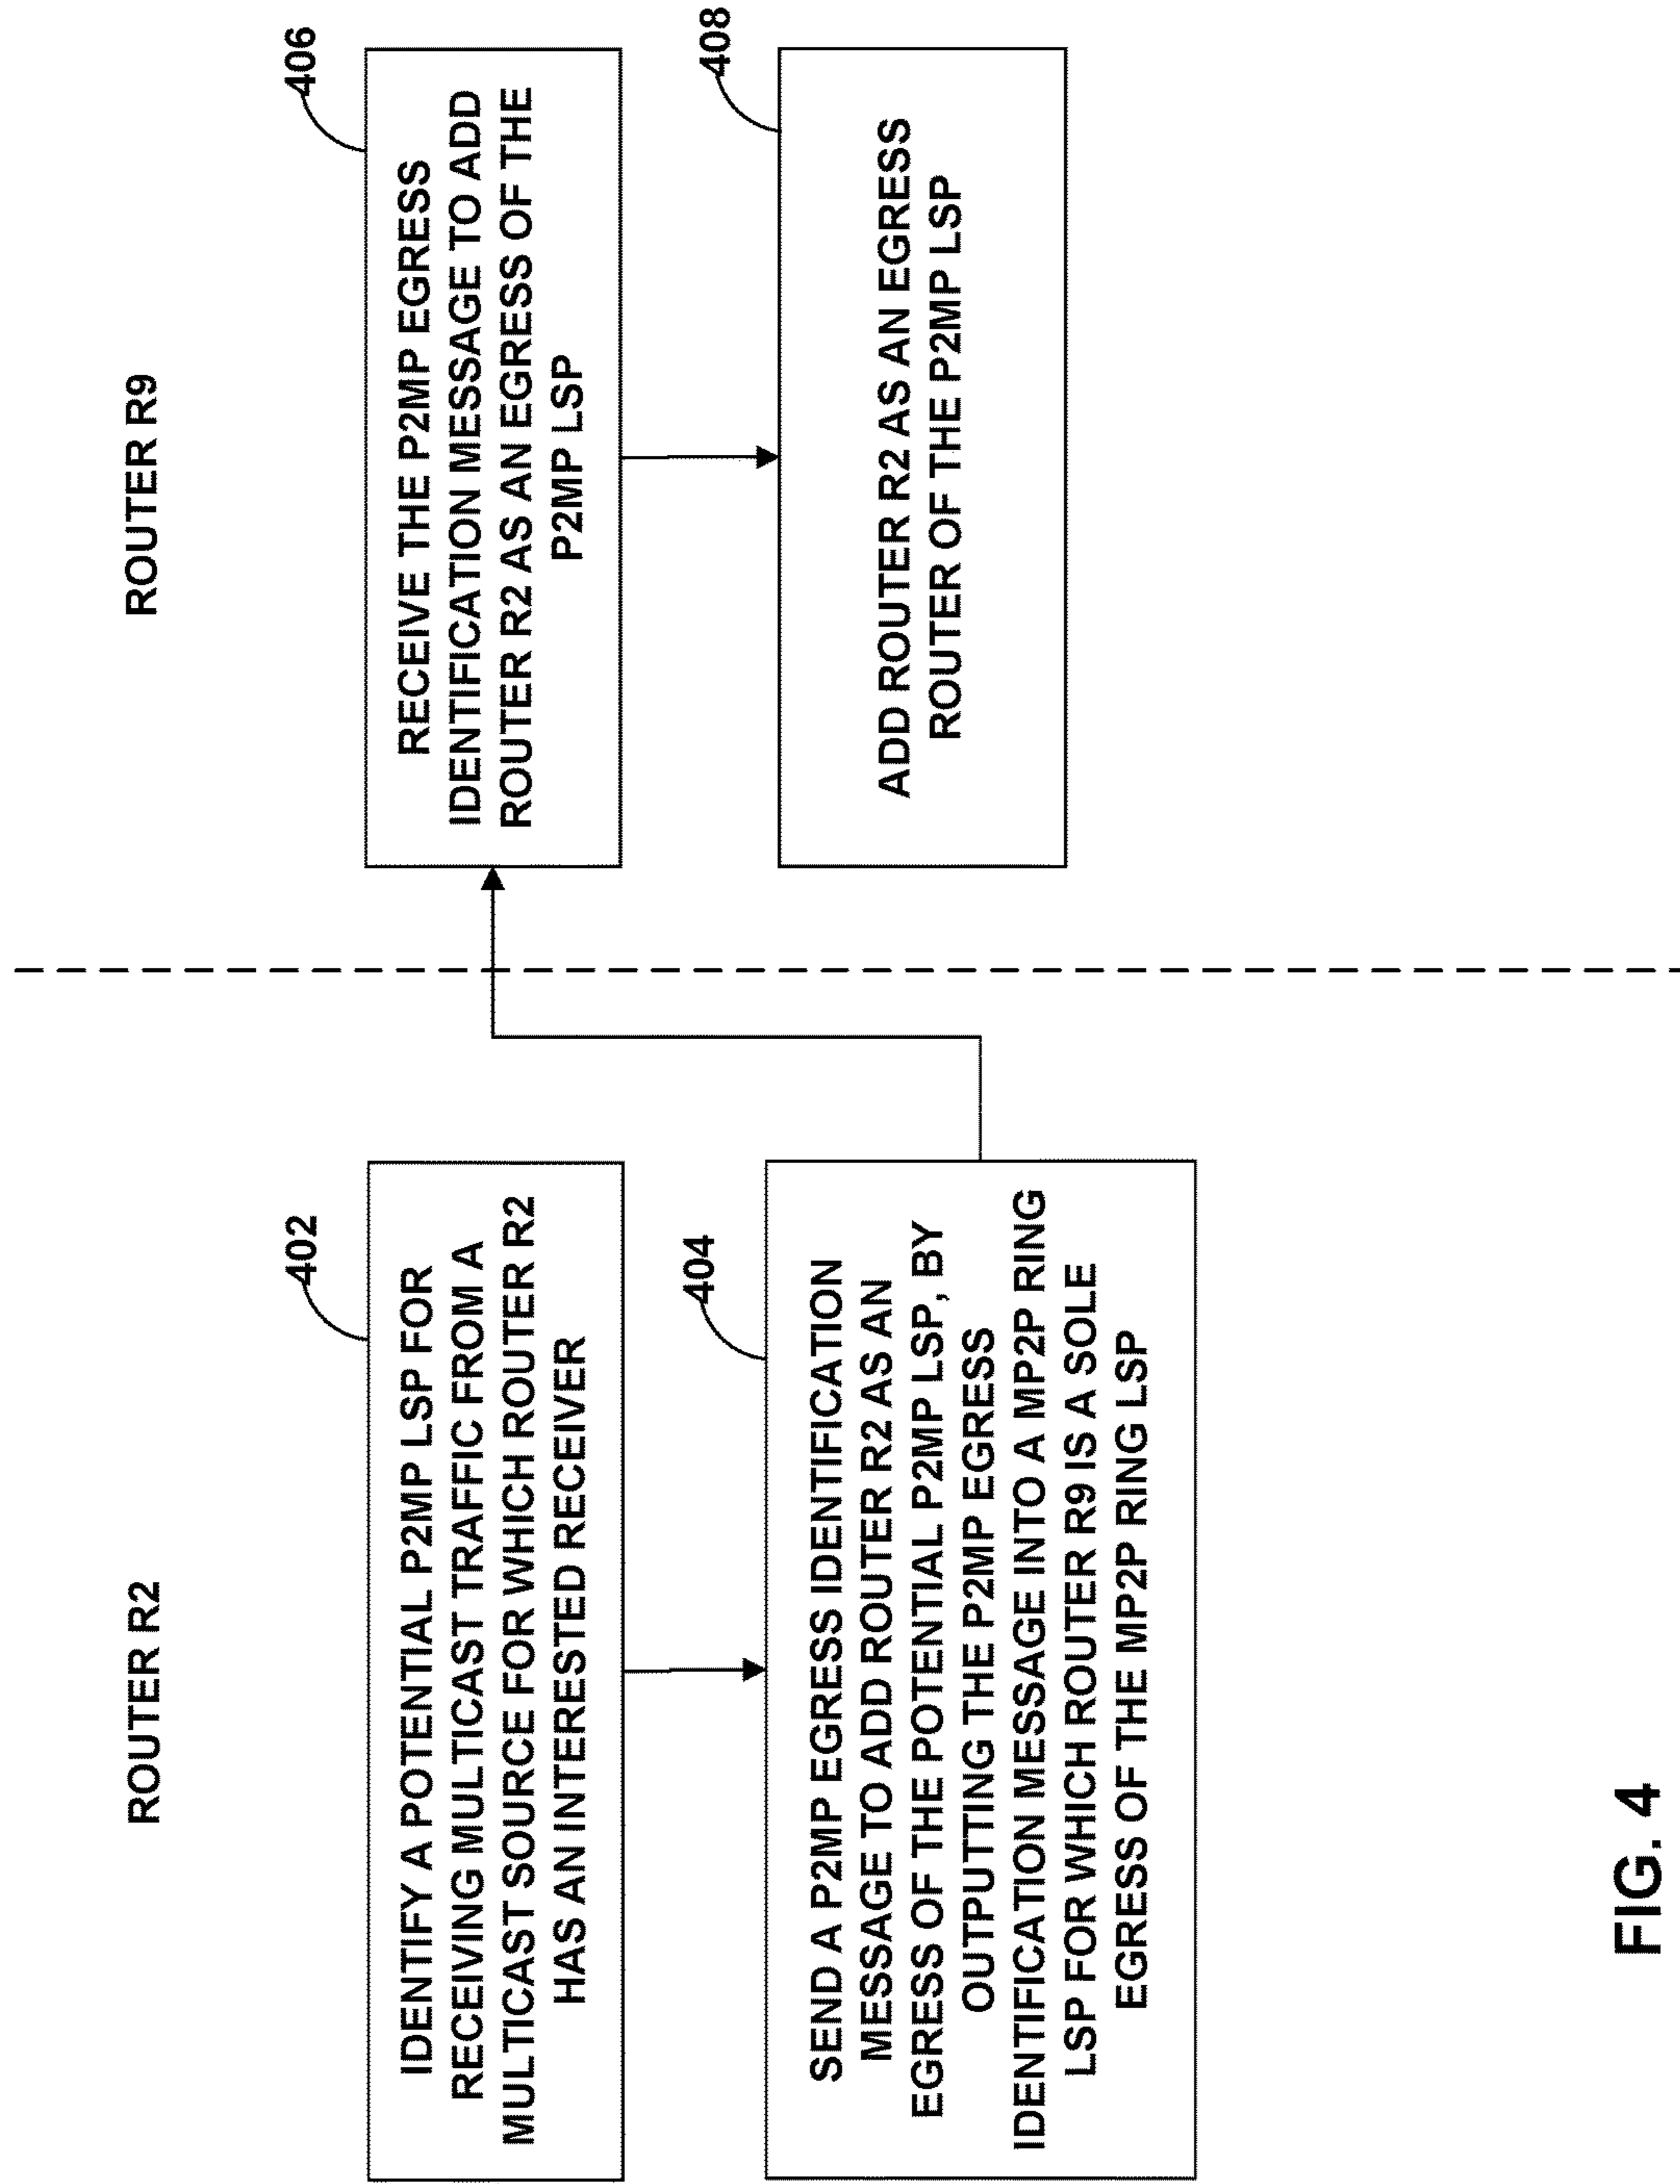 ROUTER R2
402
IDENTIFY A POTENTIAL P2MP LSP FOR
RECEIVING MULTICAST TRAFFIC FROM A
MULTICAST SOURCE FOR WHICH ROUTER R2
HAS AN INTERESTED RECEIVER
404
SEND A P2MP EGRESS IDENTIFICATION
MESSAGE TO ADD ROUTER R2 AS AN
EGRESS OF THE POTENTIAL P2MP LSP, BY
OUTPUTTING THE P2MP EGRESS
IDENTIFICATION MESSAGE INTO A MP2P RING
LSP FOR WHICH ROUTER R9 IS A SOLE
EGRESS OF THE MP2P RING LSP
ROUTER R9
406
RECEIVE THE P2MP EGRESS
IDENTIFICATION MESSAGE TO ADD
ROUTER R2 AS AN EGRESS OF THE
P2MP LSP
408
ADD ROUTER R2 AS AN EGRESS
ROUTER OF THE P2MP LSP
FIG. 4